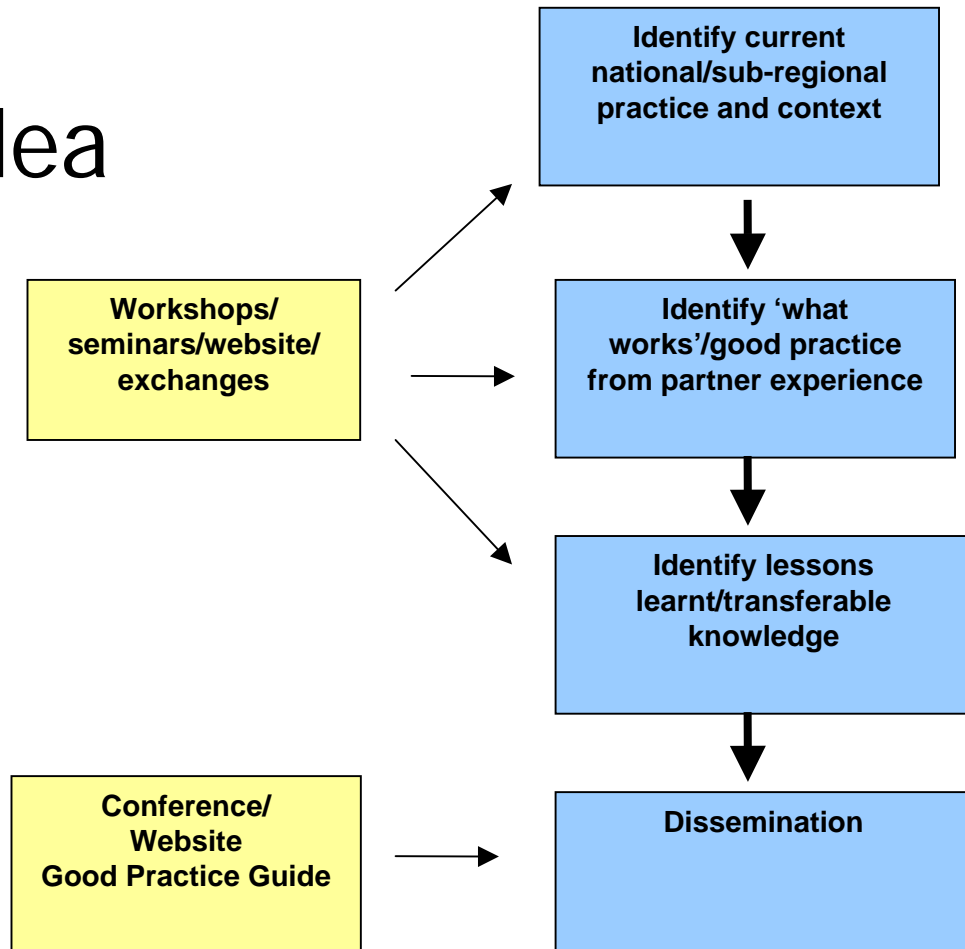 Identify current
national/sub-regional
practice and context
dea
Workshops/
seminars/website/
exchanges
Identify ‘what
works’/good practice
from partner experience
Identify lessons
learnt/transferable
knowledge
Conference/
Website
Good Practice Guide
Dissemination